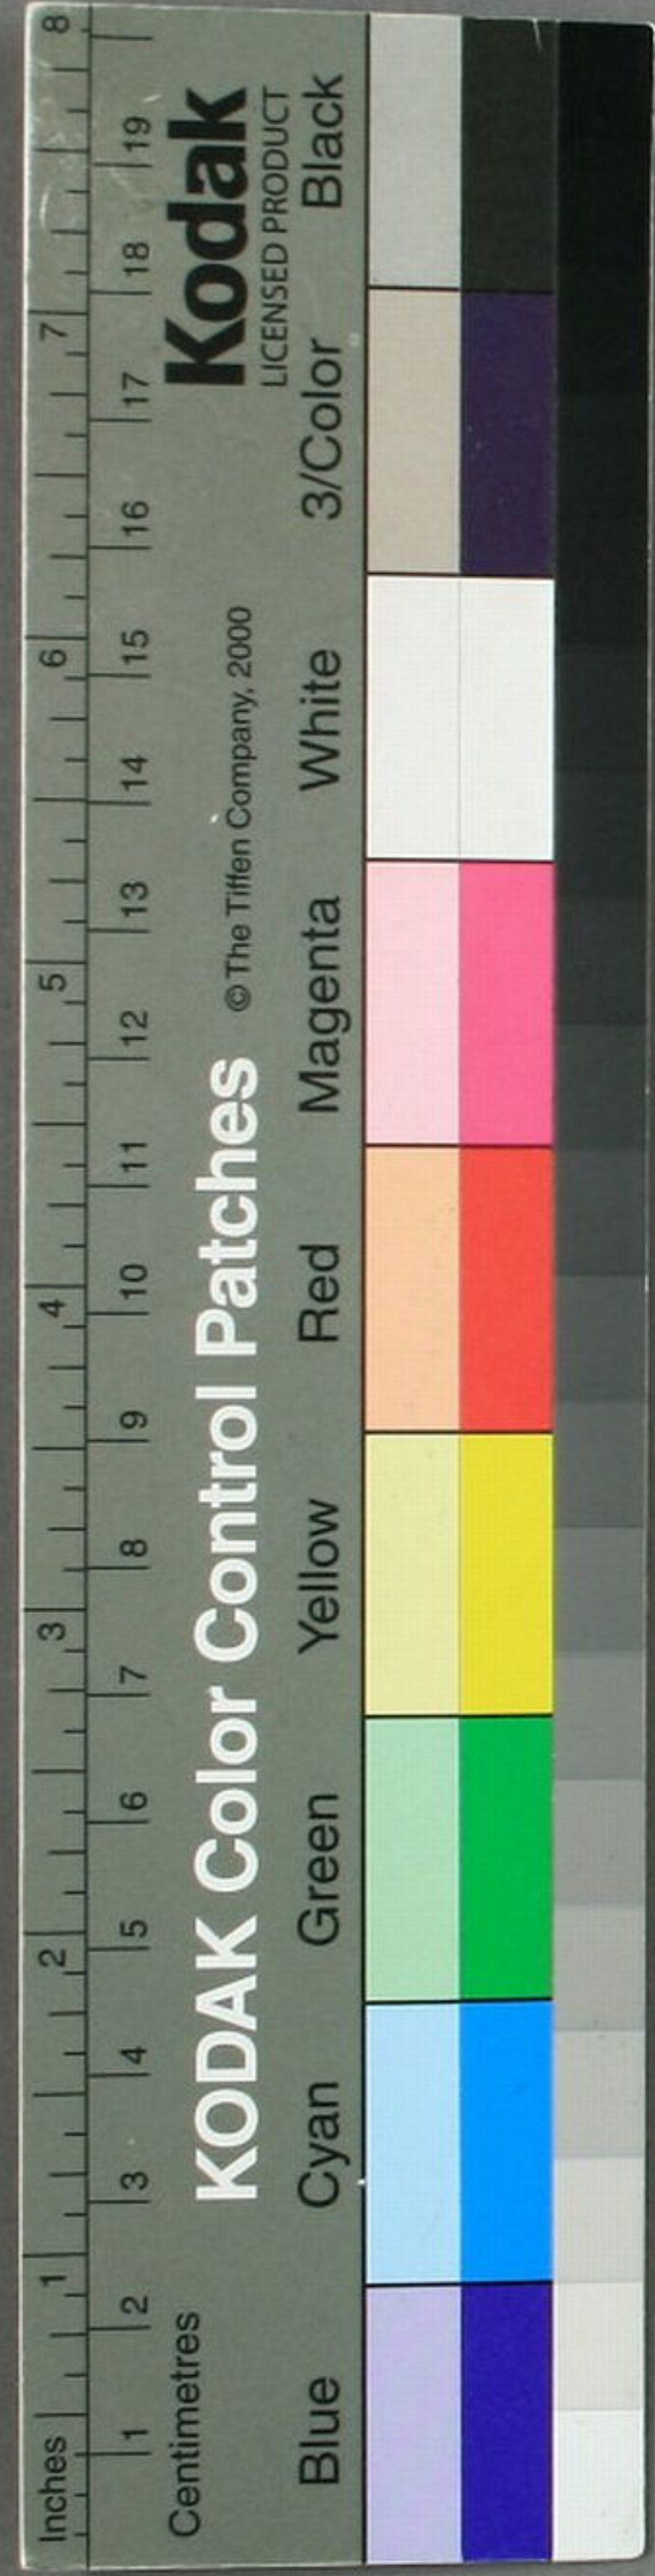 Inches 1 2 3 4 5 6 7 8
1 2 3 4 5 6 7 8 9 10 11 12 13 14 15 16 17 18 19
Centimetres
KODAK Color Control Patches © The Tiffen Company, 2000
Kodak
LICENSED PRODUCT
Blue Cyan Green Yellow Red Magenta White 3/Color Black